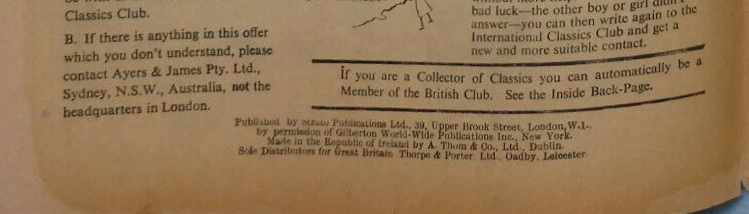 Classics Club.
B. If there is anything in this offer
which you don't understand, please
contact Ayers & James Pty. Ltd.,
Sydney, N.S.W., Australia, not the
headquarters in London.
bad luck—the other boy or girl didn't
answer—you can then write again to the
International Classics Club and get a
new and more suitable contact.
If you are a Collector of Classics you can automatically be a
Member of the British Club. See the Inside Back-Page.
Published by Strato Publications Ltd., 39, Upper Brook Street, London, W.1.,
by permission of Gilberton World-Wide Publications Inc., New York.
Made in the Republic of Ireland by A. Thom & Co., Ltd., Dublin.
Sole Distributors for Great Britain Thorpe & Porter Ltd., Oadby, Leicester.